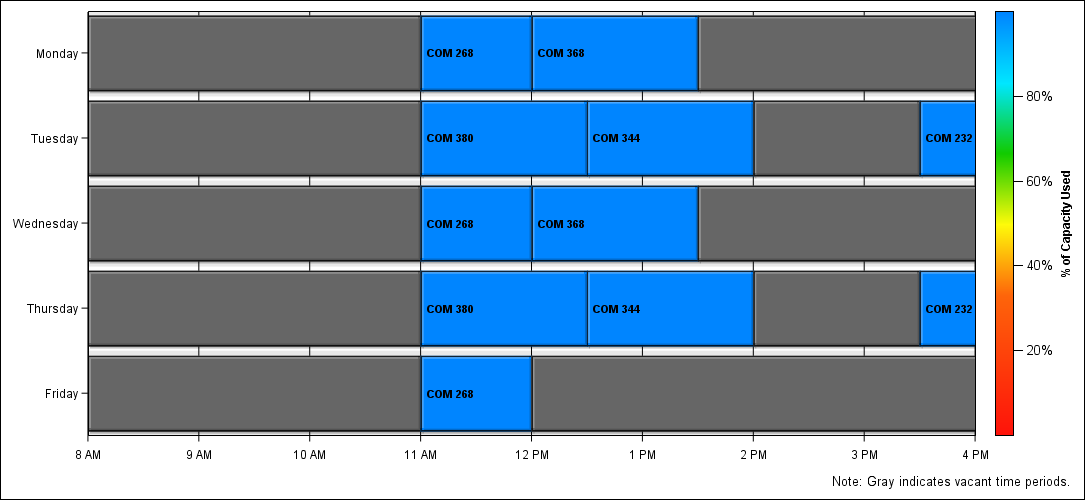 Monday
COM 268
COM 368
80%
Tuesday
COM 380
COM 344
COM 232
60%
Wednesday
COM 268
COM 368
% of Capacity Used
40%
Thursday
COM 380
COM 344
COM 232
20%
Friday
COM 268
8 AM
9 AM
10 AM
11 AM
12 PM
1 PM
2 PM
3 PM
4 PM
Note: Gray indicates vacant time periods.